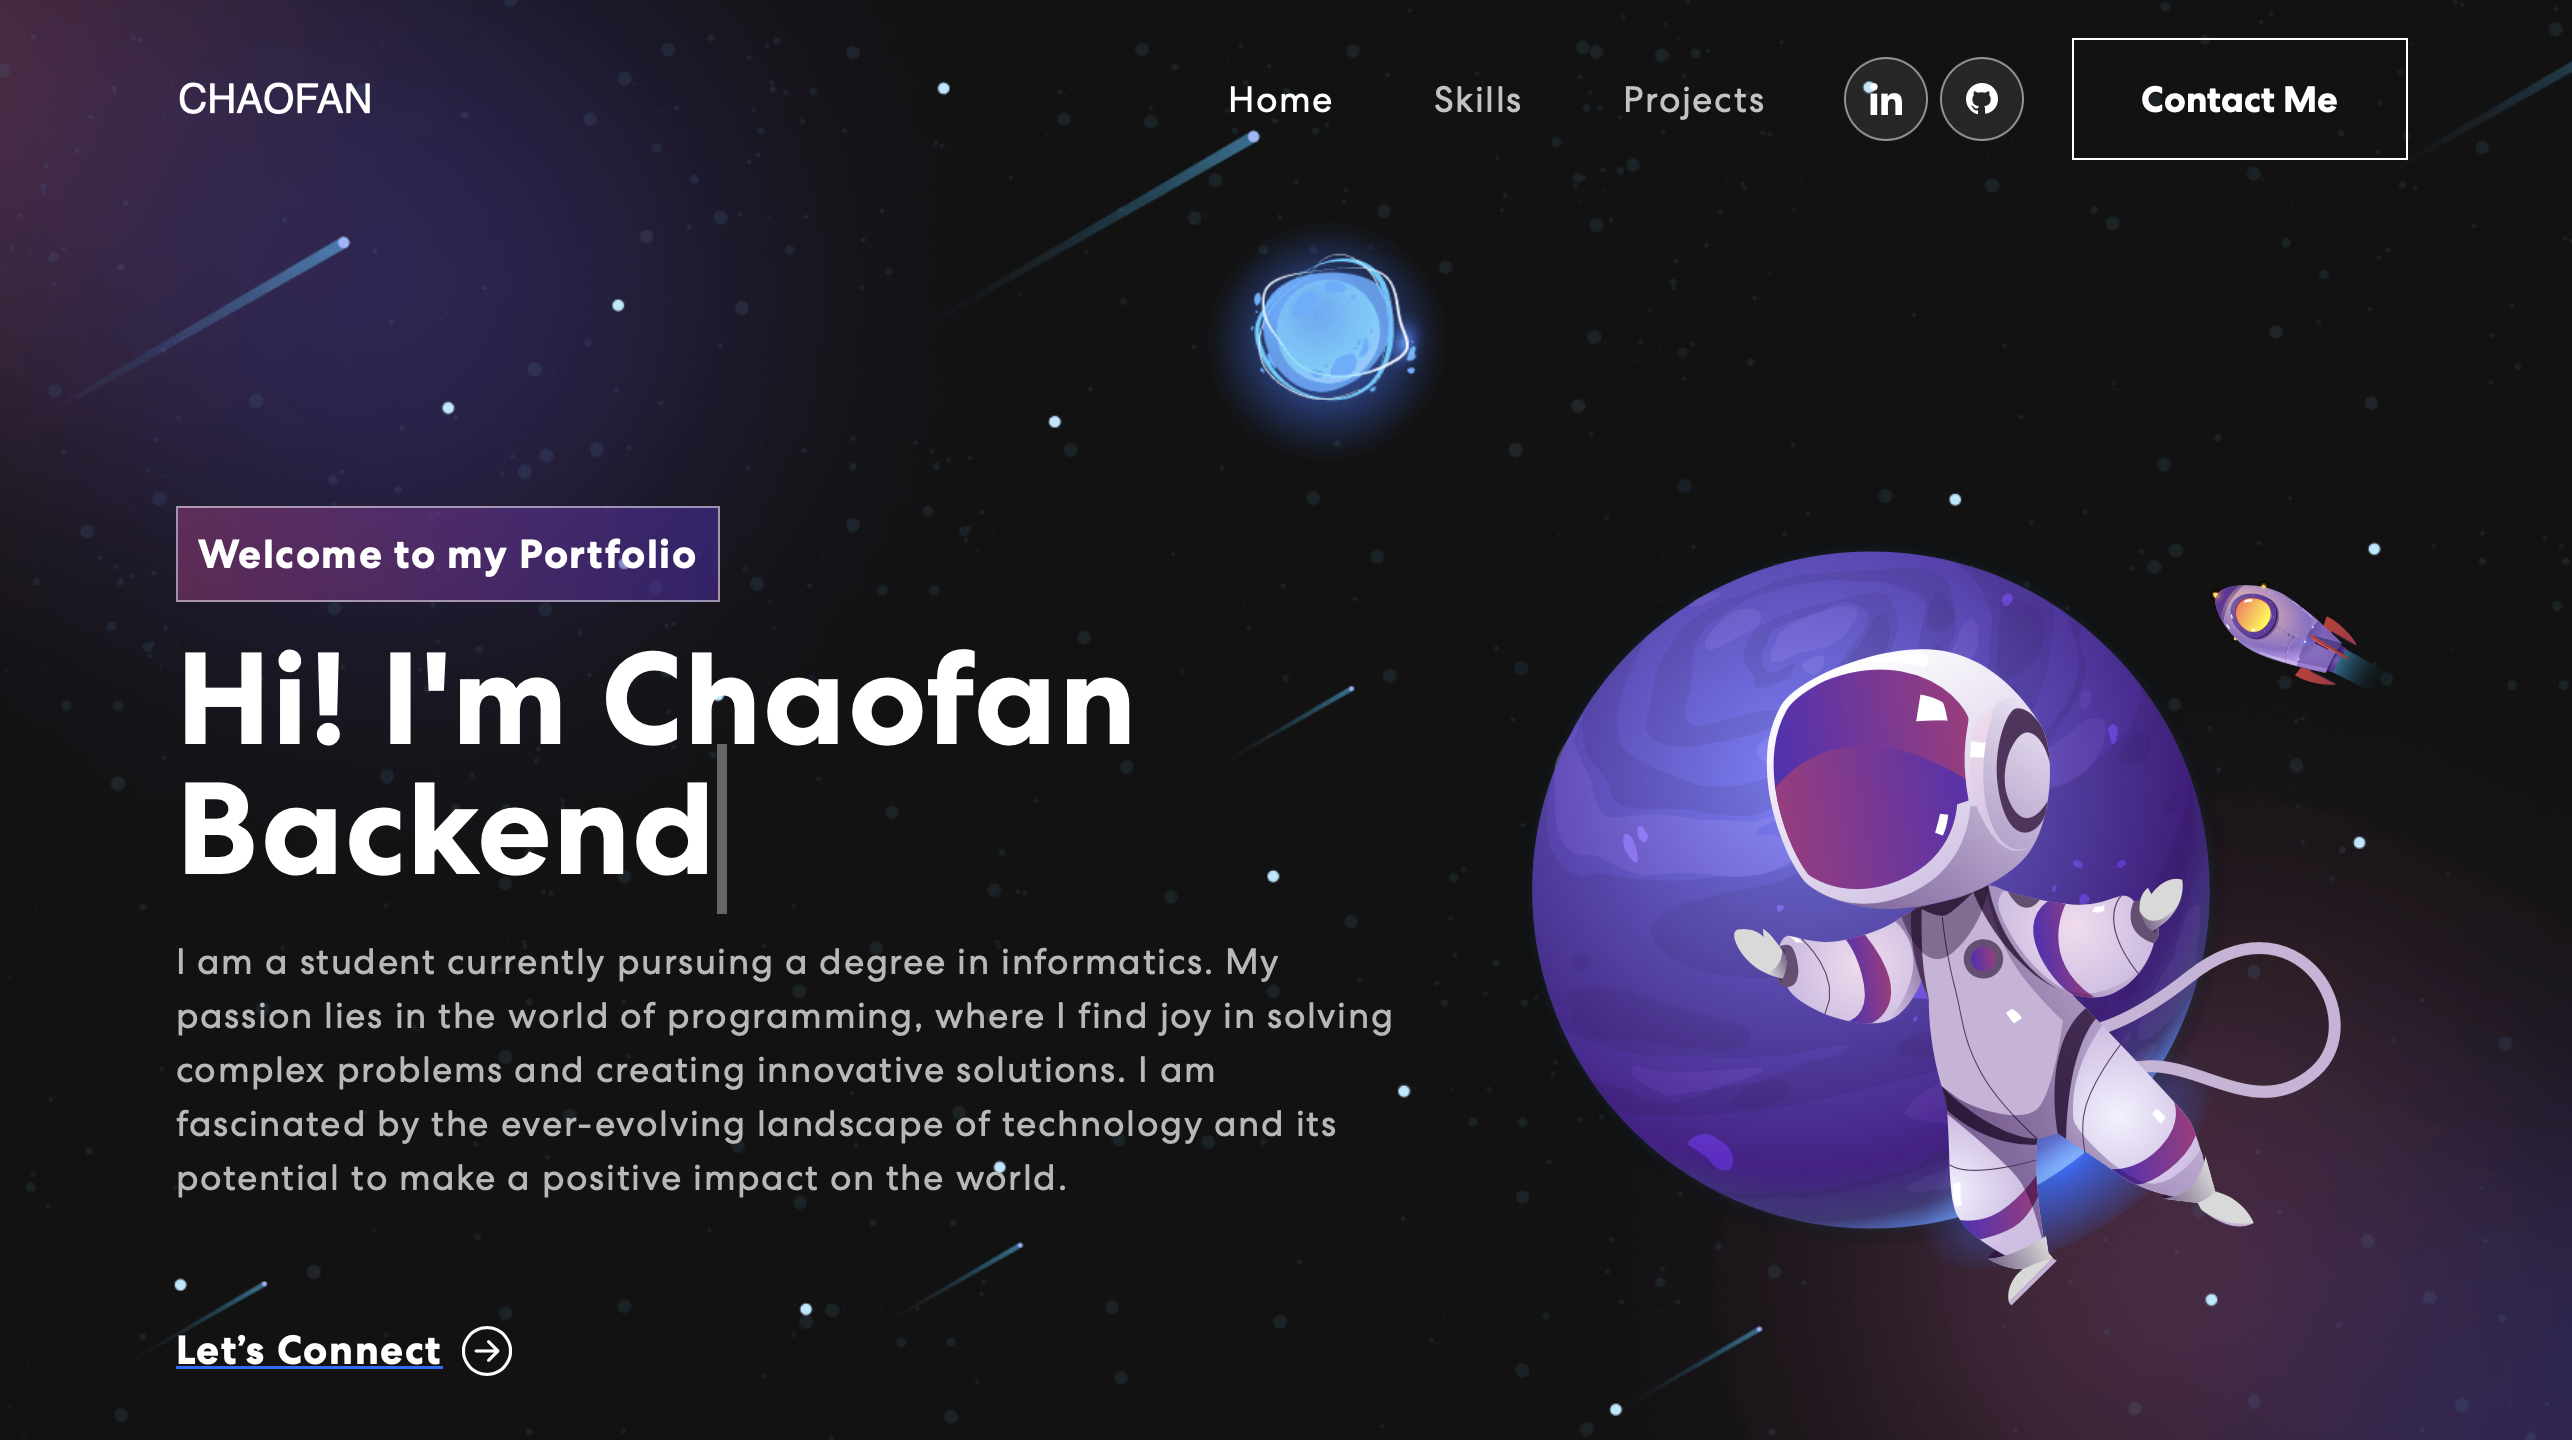 CHAOFAN
Home
Skills
Projects
in
Contact Me
Welcome to my Portfolio
Hi! I'm Chaofan
Backend
I am a student currently pursuing a degree in informatics. My
passion lies in the world of programming, where I find joy in solving
complex problems and creating innovative solutions. I am
fascinated by the ever-evolving landscape of technology and its
potential to make a positive impact on the world.
Let’s Connect